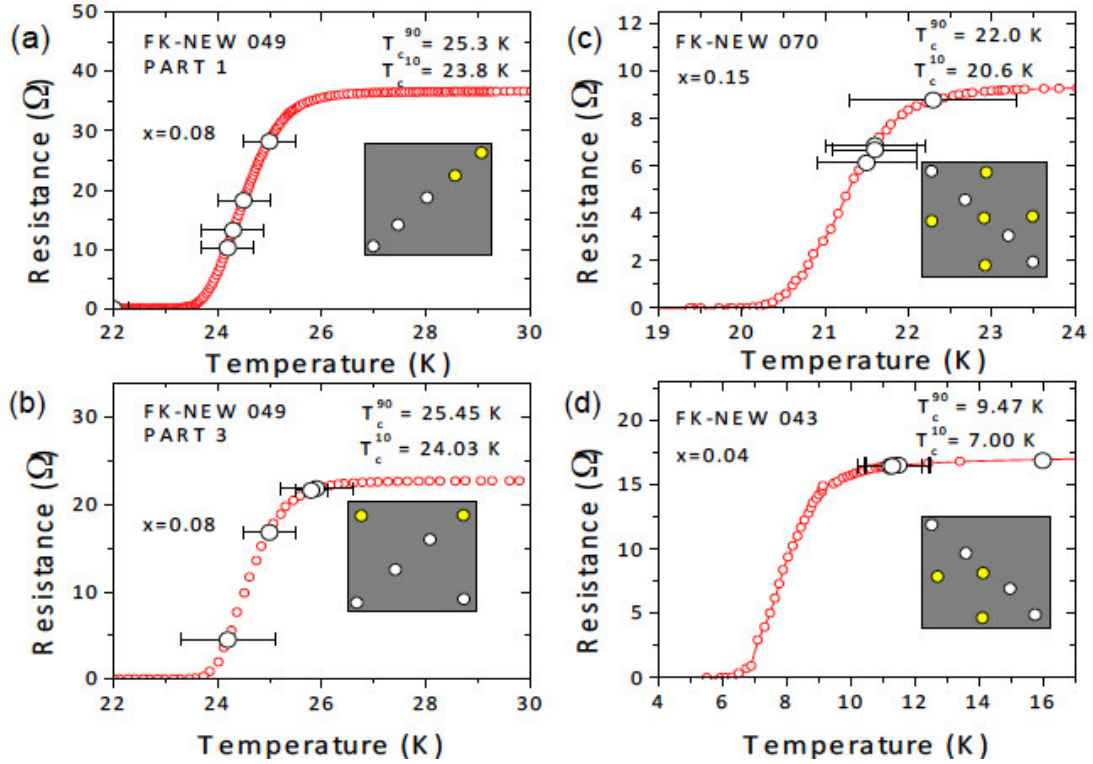 (a)
FK-NEW 049
PART 1
T_c^90 = 25.3 K
T_c^10 = 23.8 K
x=0.08
Resistance (Ω)
50
40
30
20
10
0
22 24 26 28 30
Temperature (K)
(c)
FK-NEW 070
x=0.15
T_c^90 = 22.0 K
T_c^10 = 20.6 K
Resistance (Ω)
12
10
8
6
4
2
0
19 20 21 22 23 24
Temperature (K)
(b)
FK-NEW 049
PART 3
T_c^90 = 25.45 K
T_c^10 = 24.03 K
x=0.08
Resistance (Ω)
30
20
10
0
22 24 26 28 30
Temperature (K)
(d)
FK-NEW 043
x=0.04
T_c^90 = 9.47 K
T_c^10 = 7.00 K
Resistance (Ω)
20
15
10
5
0
4 6 8 10 12 14 16
Temperature (K)